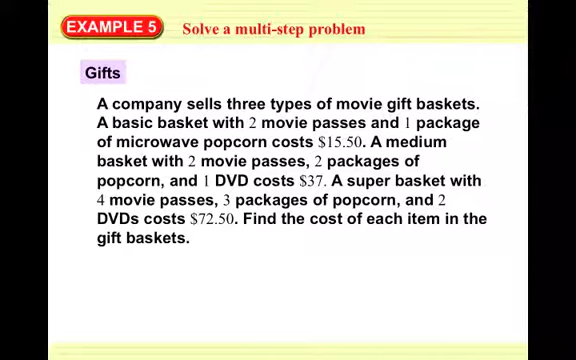 EXAMPLE 5 Solve a multi-step problem
Gifts
A company sells three types of movie gift baskets.
A basic basket with 2 movie passes and 1 package
of microwave popcorn costs $15.50. A medium
basket with 2 movie passes, 2 packages of
popcorn, and 1 DVD costs $37. A super basket with
4 movie passes, 3 packages of popcorn, and 2
DVDs costs $72.50. Find the cost of each item in the
gift baskets.